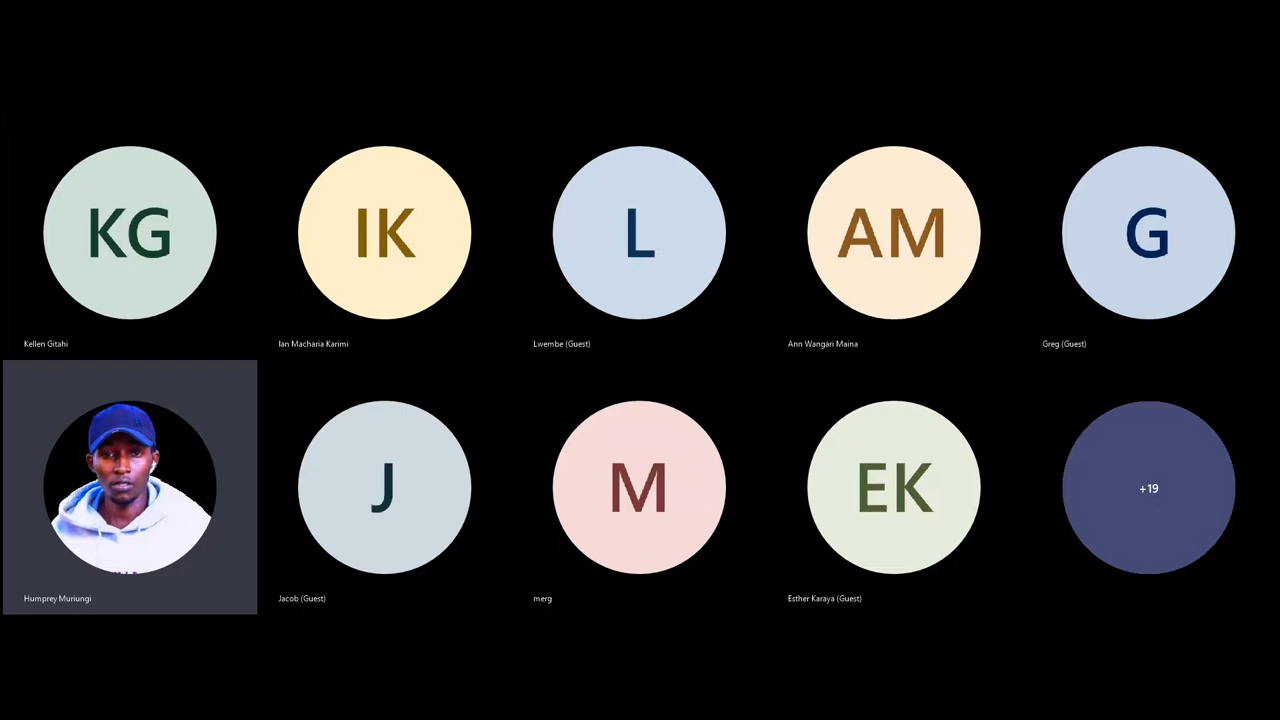 KG
IK
L
AM
G
Kellen Gitahi
Ian Macharia Karimi
Lwembe (Guest)
Ann Wangari Maina
Greg (Guest)
J
M
EK
+19
Humprey Muriungi
Jacob (Guest)
merg
Esther Karaya (Guest)